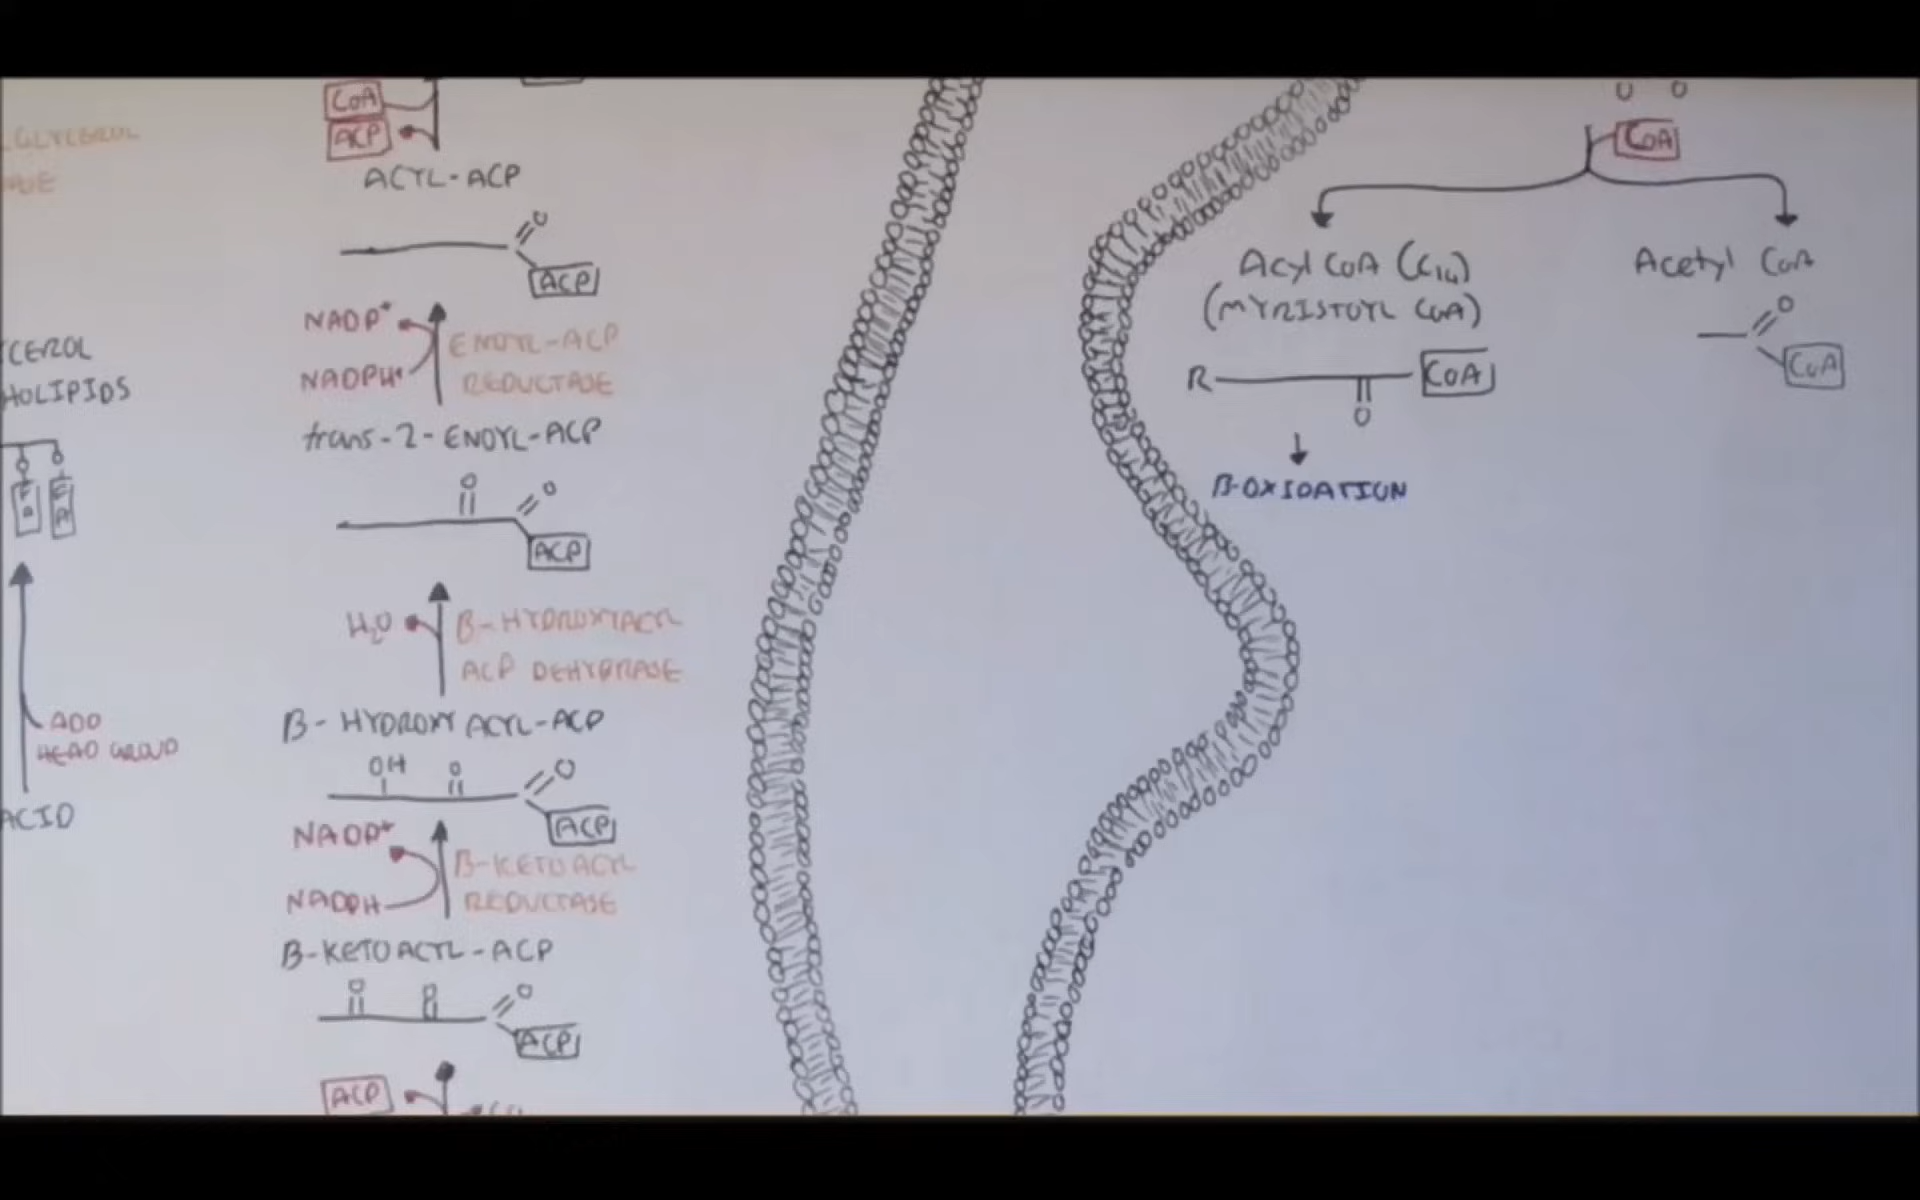 CoA
ACP
ACYL-ACP
O
ACP
NADP+
NADPH+
ENOYL-ACP
REDUCTASE
trans-2-ENOYL-ACP
O
O
ACP
H2O
B-HYDROXYACYL
ACP DEHYDRASE
B-HYDROXY ACYL-ACP
OH
O
O
ACP
NADP+
NADPH
B-KETOACYL
REDUCTASE
B-KETOACYL-ACP
O
O
O
ACP
ACP
CEROL
HOLIPIDS
ADD
HEAD GROUP
ACID
O O
CoA
Acyl CoA (C14)
(MYRISTOYL CoA)
R
CoA
O
B-OXIDATION
Acetyl CoA
O
CoA